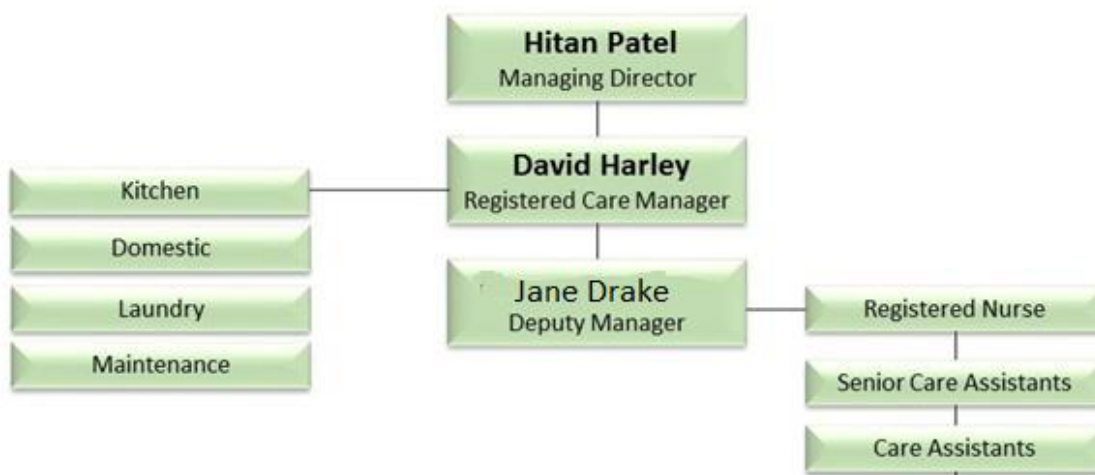 Hitan Patel
Managing Director
David Harley
Registered Care Manager
Kitchen
Domestic
Laundry
Maintenance
Jane Drake
Deputy Manager
Registered Nurse
Senior Care Assistants
Care Assistants